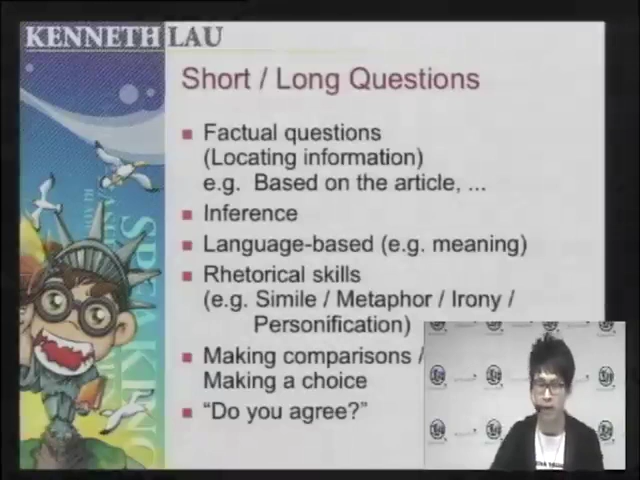 KENNETH LAU
Short / Long Questions
Factual questions
(Locating information)
e.g. Based on the article, ...
Inference
Language-based (e.g. meaning)
Rhetorical skills
(e.g. Simile / Metaphor / Irony /
Personification)
Making comparisons /
Making a choice
"Do you agree?"
SPEAKING